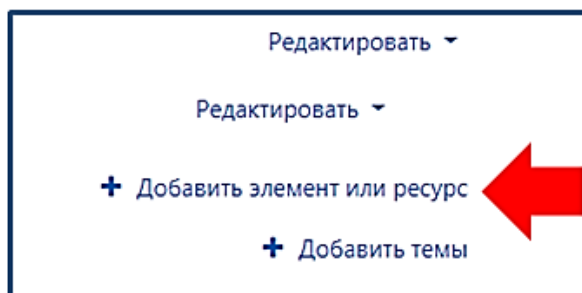 Редактировать
Редактировать
+ Добавить элемент или ресурс
+ Добавить темы